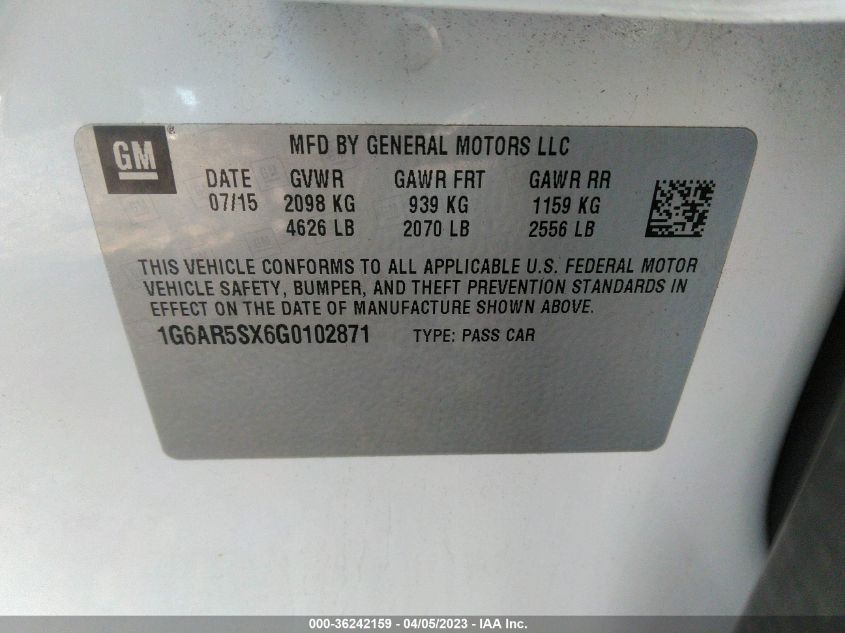 GM®
MFD BY GENERAL MOTORS LLC
DATE GVWR GAWR FRT GAWR RR
07/15 2098 KG 939 KG 1159 KG
4626 LB 2070 LB 2556 LB
THIS VEHICLE CONFORMS TO ALL APPLICABLE U.S. FEDERAL MOTOR
VEHICLE SAFETY, BUMPER, AND THEFT PREVENTION STANDARDS IN
EFFECT ON THE DATE OF MANUFACTURE SHOWN ABOVE.
1G6AR5SX6G0102871 TYPE: PASS CAR
000-36242159 - 04/05/2023 - IAA Inc.